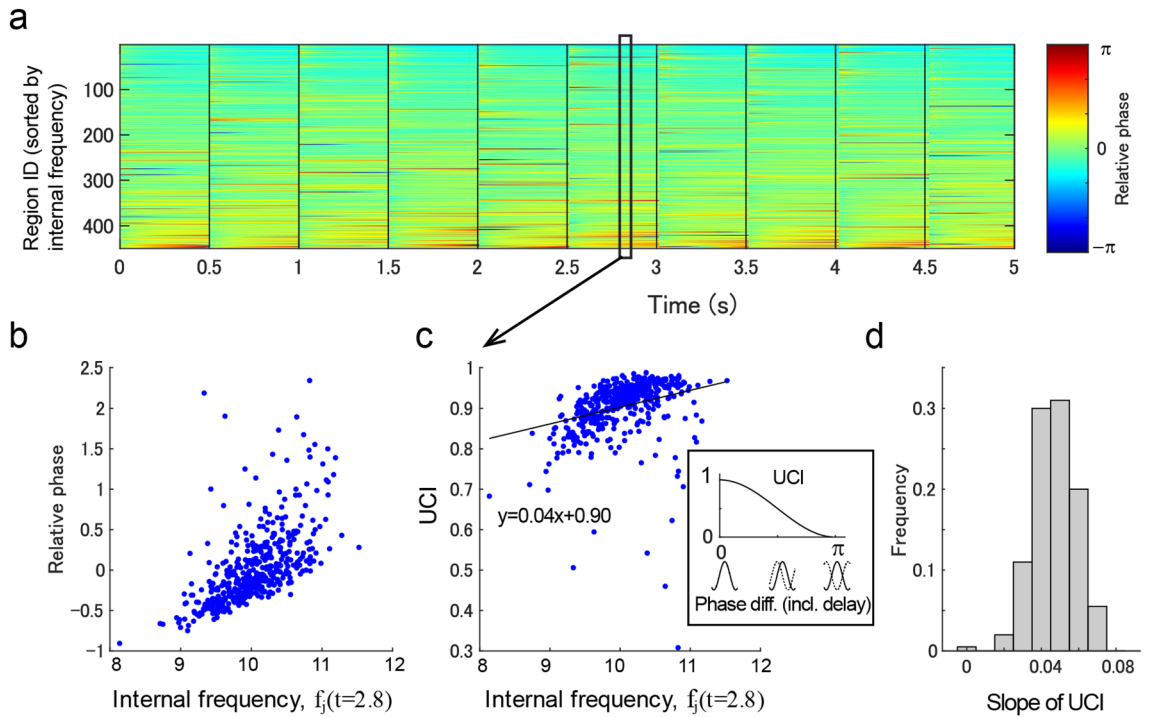 a
Region ID (sorted by
internal frequency)
100
200
300
400
0 0.5 1 1.5 2 2.5 3 3.5 4 4.5 5
Time (s)
π
0
−π
Relative phase
b
2.5
2
1.5
1
0.5
0
−0.5
−1
Relative phase
8 9 10 11 12
Internal frequency, fj(t=2.8)
c
1
0.9
0.8
0.7
0.6
0.5
0.4
0.3
UCI
y=0.04x+0.90
8 9 10 11 12
Internal frequency, fj(t=2.8)
1
UCI
0
0 π
Phase diff. (incl. delay)
d
0.3
0.2
0.1
0
Frequency
0 0.04 0.08
Slope of UCI